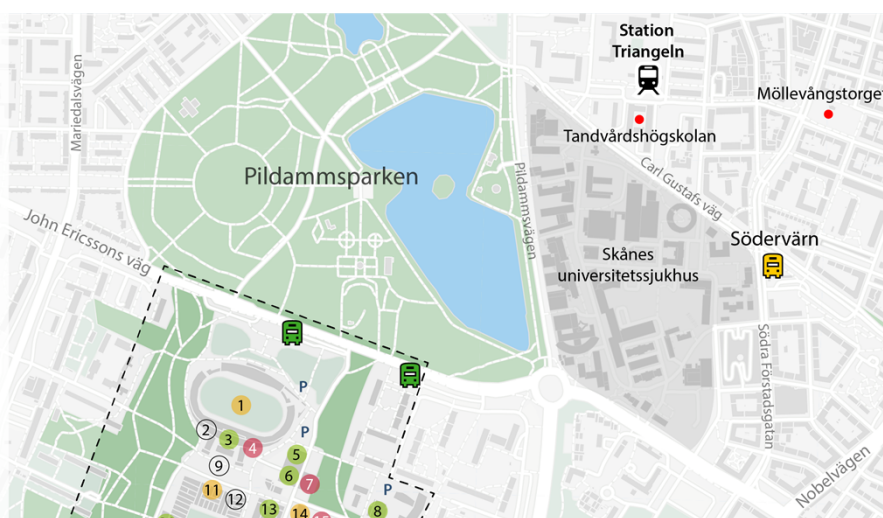 Station
Triangeln
Möllevångstorget
Tandvårdshögskolan
Mariedalsvägen
Pildammsparken
Pildammsvägen
Carl Gustafs väg
John Ericssons väg
Södervärn
Skånes
universitetssjukhus
Södra Förstadsgatan
Nobelvägen
P
P
P
1
2
3
4
5
6
7
8
9
11
12
13
14